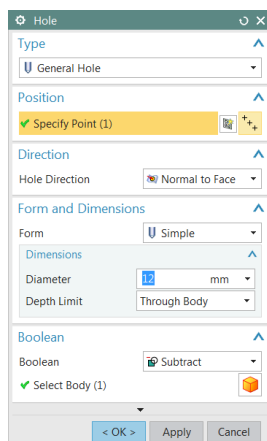 Hole
Type
General Hole
Position
Specify Point (1)
Direction
Hole Direction Normal to Face
Form and Dimensions
Form Simple
Dimensions
Diameter 12 mm
Depth Limit Through Body
Boolean
Boolean Subtract
Select Body (1)
< OK > Apply Cancel